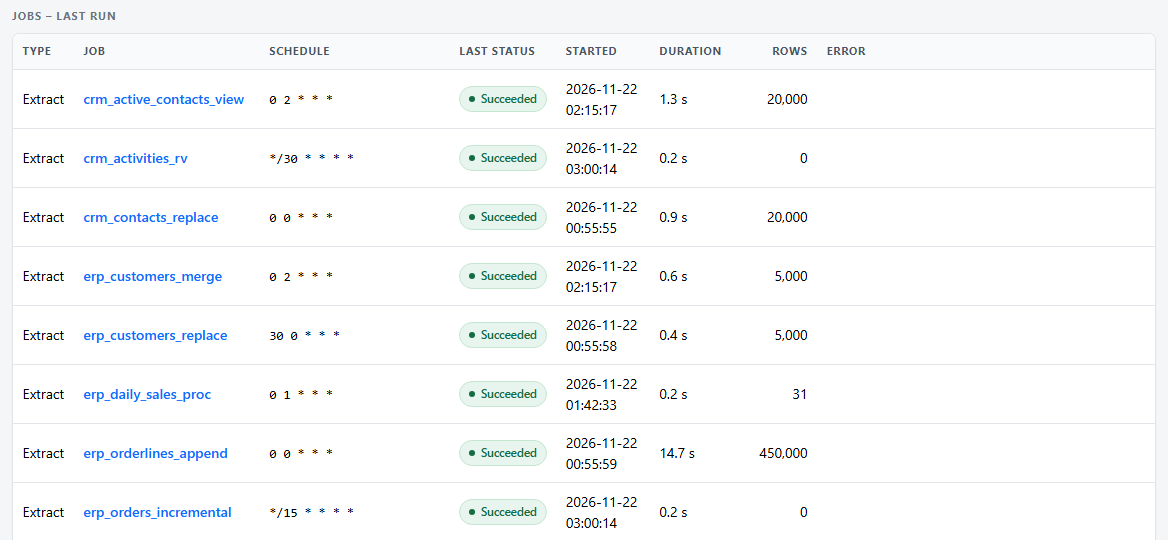 JOBS – LAST RUN
TYPE JOB SCHEDULE LAST STATUS STARTED DURATION ROWS ERROR
Extract crm_active_contacts_view 0 2 * * * Succeeded 2026-11-22 02:15:17 1.3 s 20,000
Extract crm_activities_rv */30 * * * * Succeeded 2026-11-22 03:00:14 0.2 s 0
Extract crm_contacts_replace 0 0 * * * Succeeded 2026-11-22 00:55:55 0.9 s 20,000
Extract erp_customers_merge 0 2 * * * Succeeded 2026-11-22 02:15:17 0.6 s 5,000
Extract erp_customers_replace 30 0 * * * Succeeded 2026-11-22 00:55:58 0.4 s 5,000
Extract erp_daily_sales_proc 0 1 * * * Succeeded 2026-11-22 01:42:33 0.2 s 31
Extract erp_orderlines_append 0 0 * * * Succeeded 2026-11-22 00:55:59 14.7 s 450,000
Extract erp_orders_incremental */15 * * * * Succeeded 2026-11-22 03:00:14 0.2 s 0